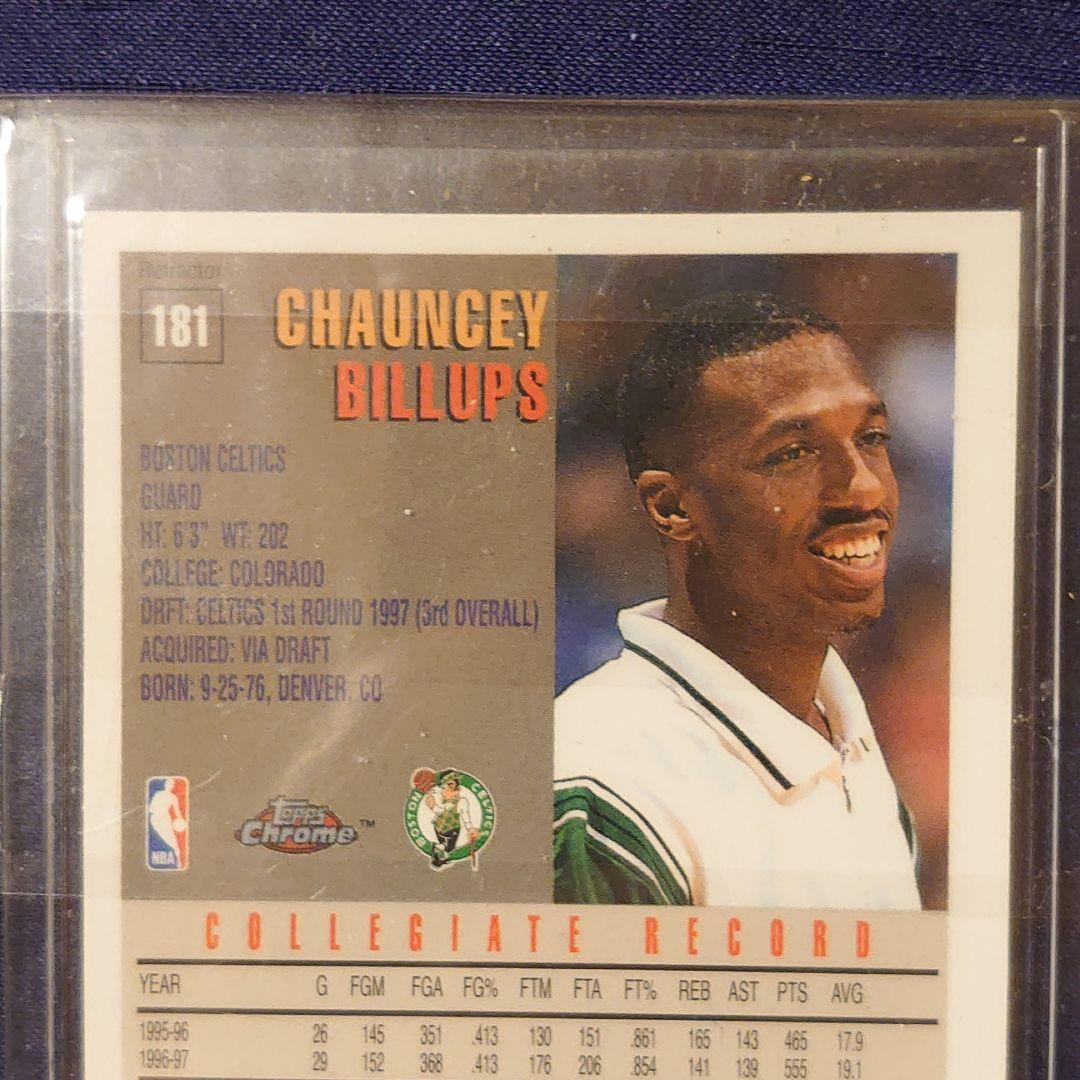 Refractor
181
CHAUNCEY
BILLUPS
BOSTON CELTICS
GUARD
HT: 6'3" WT: 202
COLLEGE: COLORADO
DRFT: CELTICS 1st ROUND 1997 (3rd OVERALL)
ACQUIRED: VIA DRAFT
BORN: 9-25-76, DENVER, CO
NBA
Topps
Chrome™
BOSTON CELTICS
COLLEGIATE RECORD
YEAR G FGM FGA FG% FTM FTA FT% REB AST PTS AVG
1995-96 26 145 351 .413 130 151 .861 165 143 465 17.9
1996-97 29 152 368 .413 176 206 .854 141 139 555 19.1